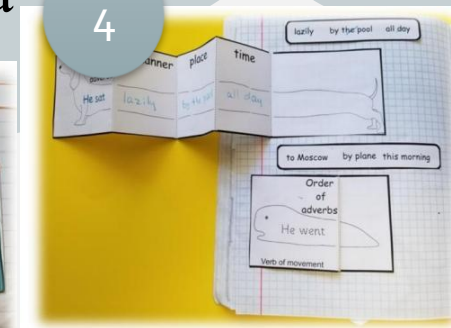 4
lazily by the pool all day
place time
He sat lazily by the pool all day
to Moscow by plane this morning
Order
of
adverbs
He went
Verb of movement